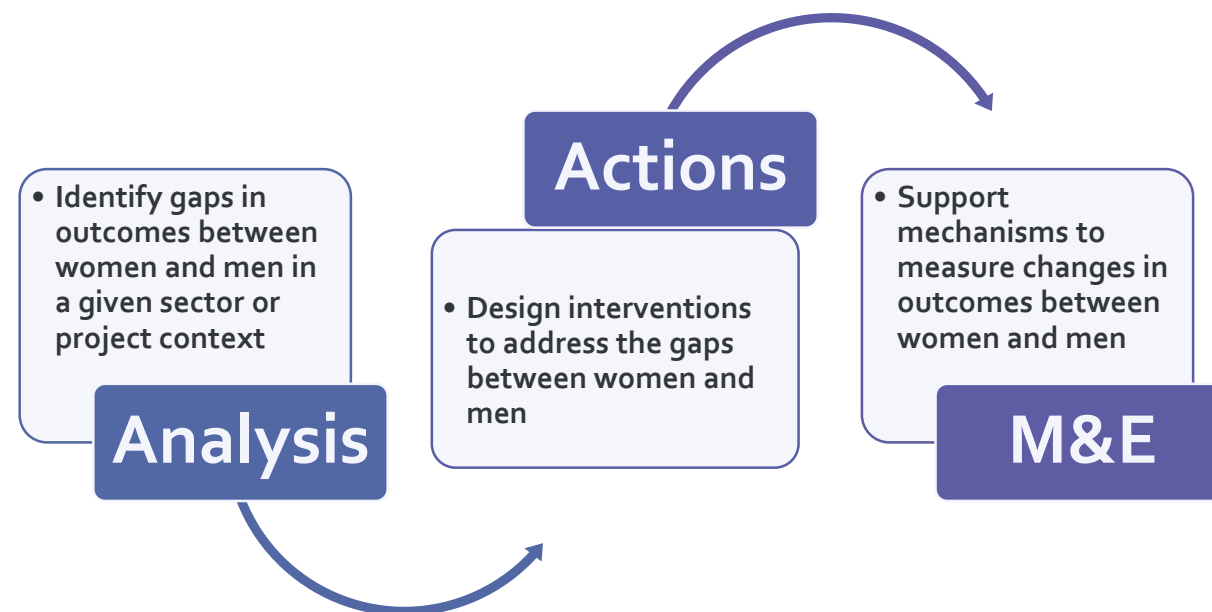 • Identify gaps in
outcomes between
women and men in
a given sector or
project context
Analysis
Actions
• Design interventions
to address the gaps
between women and
men
• Support
mechanisms to
measure changes in
outcomes between
women and men
M&E